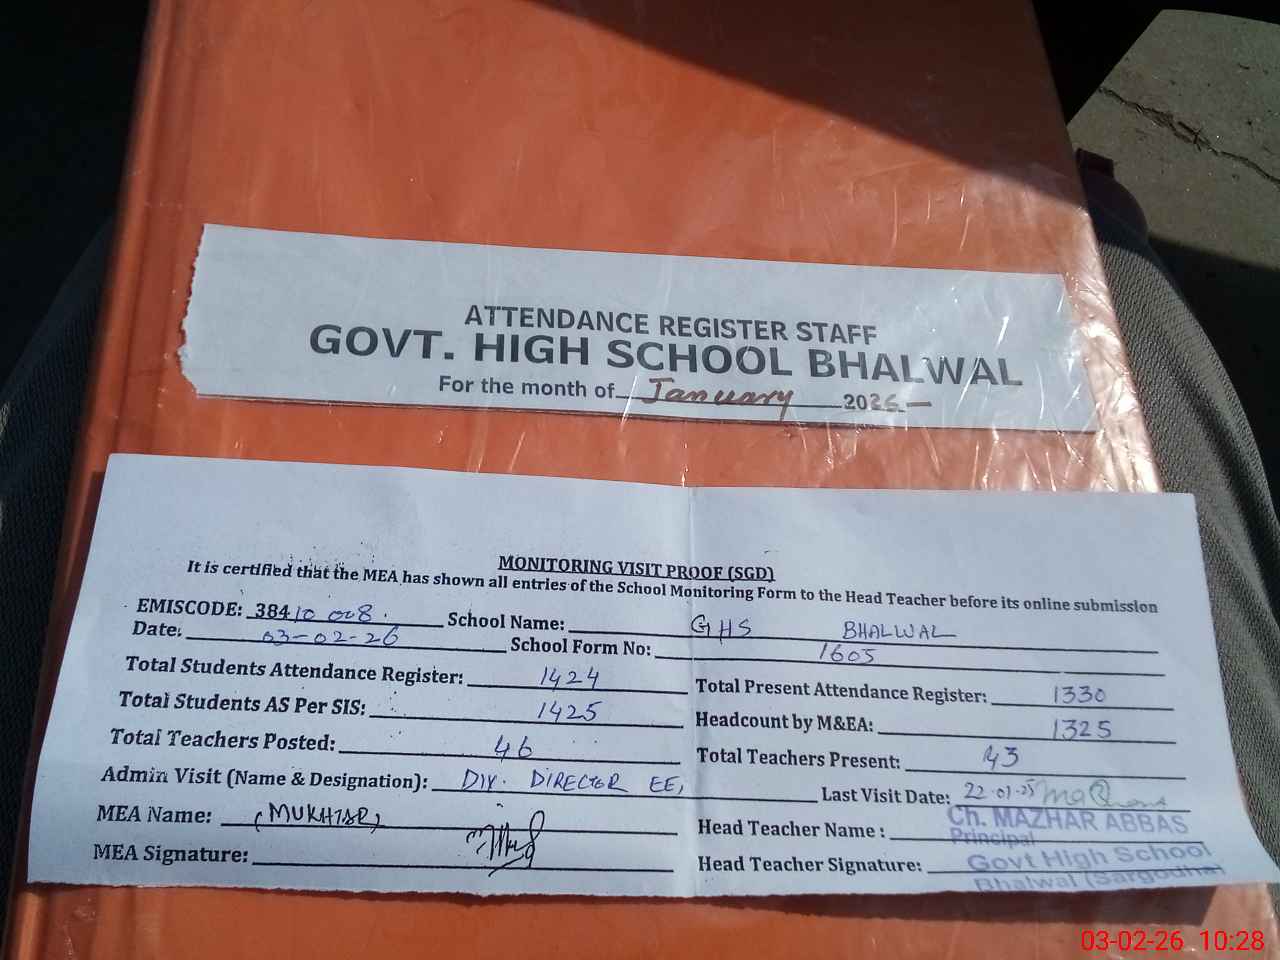 ATTENDANCE REGISTER STAFF
GOVT. HIGH SCHOOL BHALWAL
For the month of January 2026
MONITORING VISIT PROOF (SGD)
It is certified that the MEA has shown all entries of the School Monitoring Form to the Head Teacher before its online submission
EMISCODE: 38410 008. School Name: GHS BHALWAL
Date: 03-02-26 School Form No: 1605
Total Students Attendance Register: 1424 Total Present Attendance Register: 1330
Total Students AS Per SIS: 1425 Headcount by M&EA: 1325
Total Teachers Posted: 46 Total Teachers Present: 43
Admin Visit (Name & Designation): DIV. DIRECTOR EE, Last Visit Date: 22-01-25
MEA Name: (MUKHTAR) Head Teacher Name : Ch. MAZHAR ABBAS
Principal
MEA Signature: Head Teacher Signature: Govt High School
Bhalwal (Sargodha)
03-02-26 10:28